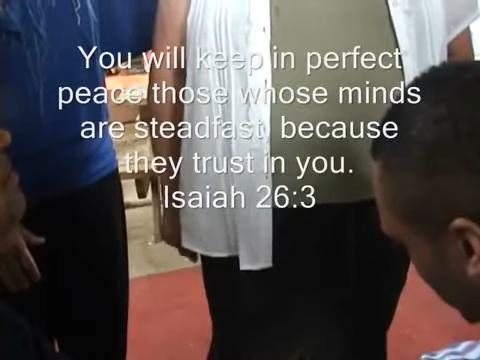 You will keep in perfect
peace those whose minds
are steadfast, because
they trust in you.
Isaiah 26:3